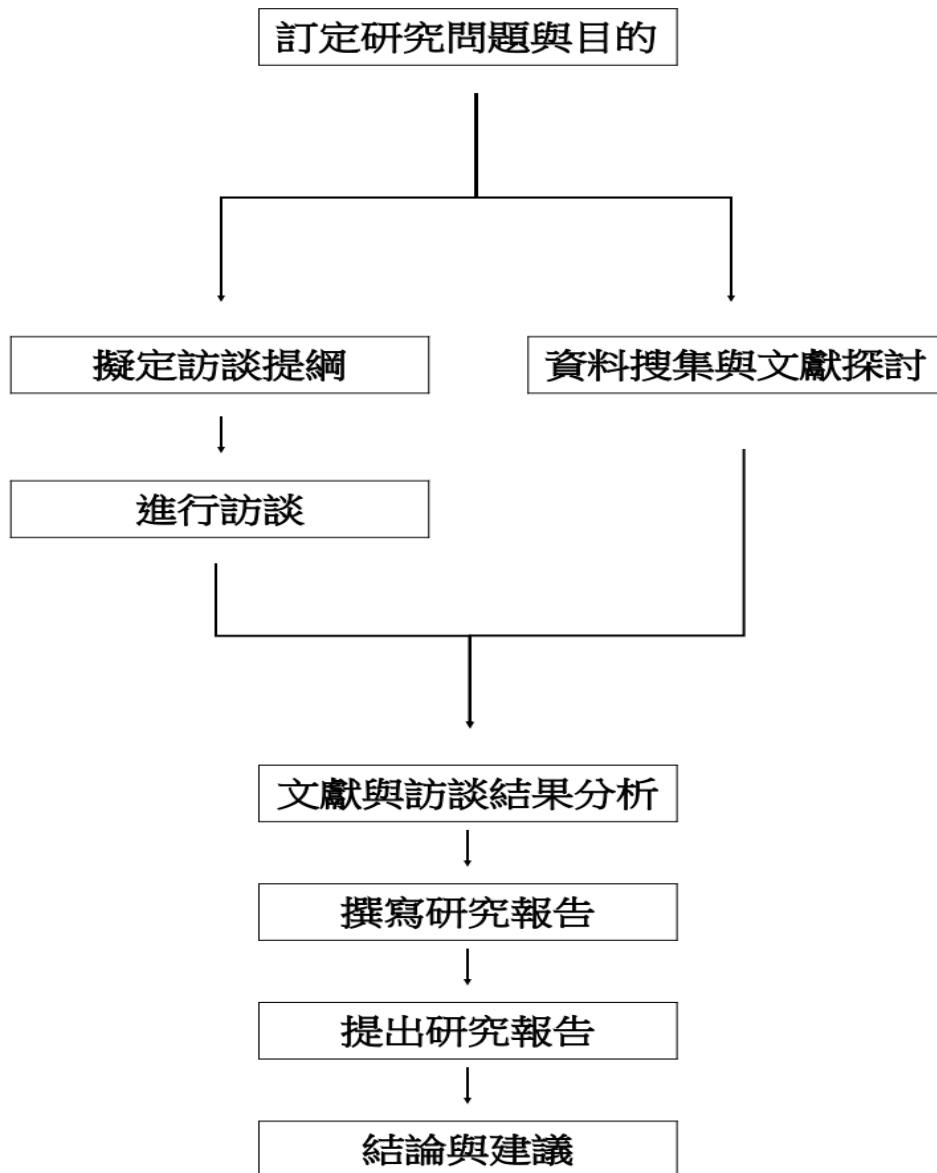 訂定研究問題與目的
擬定訪談提綱
資料搜集與文獻探討
進行訪談
文獻與訪談結果分析
撰寫研究報告
提出研究報告
結論與建議